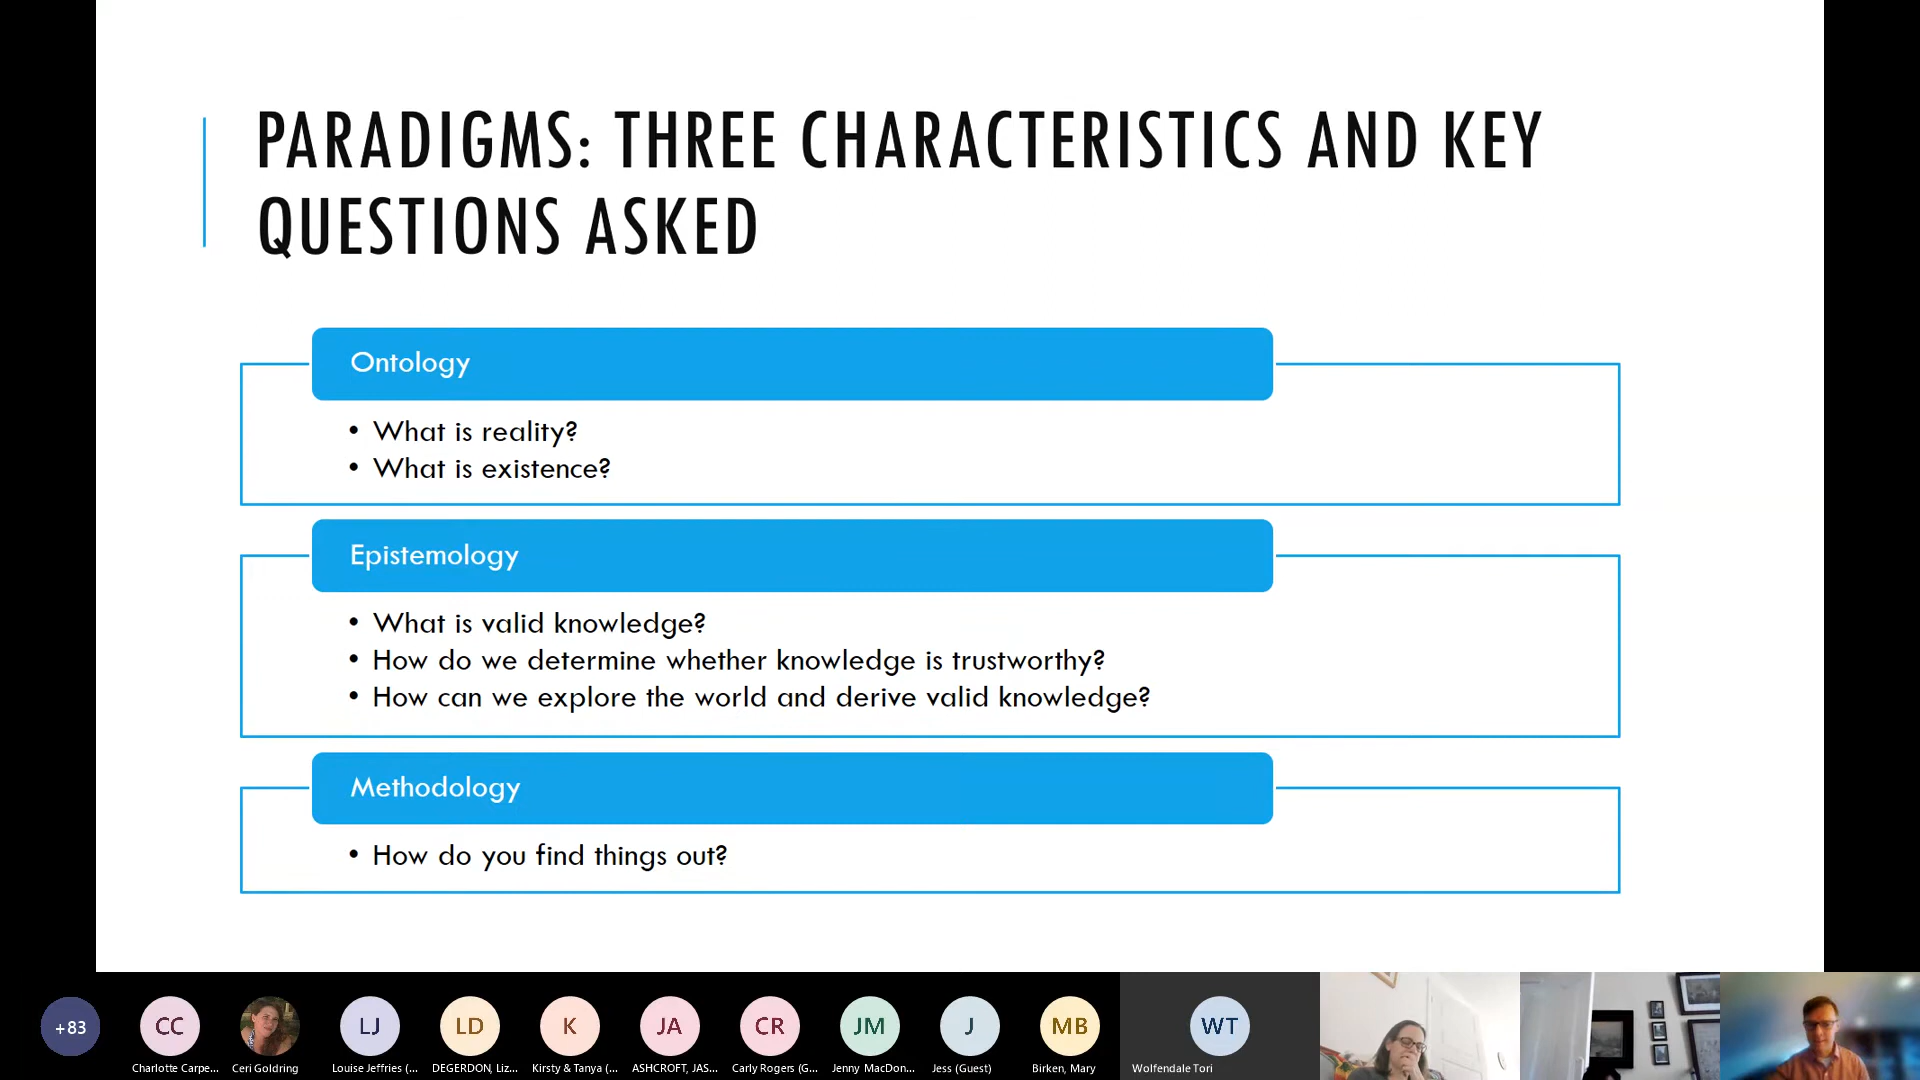 PARADIGMS: THREE CHARACTERISTICS AND KEY
QUESTIONS ASKED
Ontology
• What is reality?
• What is existence?
Epistemology
• What is valid knowledge?
• How do we determine whether knowledge is trustworthy?
• How can we explore the world and derive valid knowledge?
Methodology
• How do you find things out?
+83
CC
LJ
LD
K
JA
CR
JM
J
MB
WT
Charlotte Carpe...
Ceri Goldring
Louise Jeffries (...
DEGERDON, Liz...
Kirsty & Tanya (...
ASHCROFT, JAS...
Carly Rogers (G...
Jenny MacDon...
Jess (Guest)
Birken, Mary
Wolfendale Tori